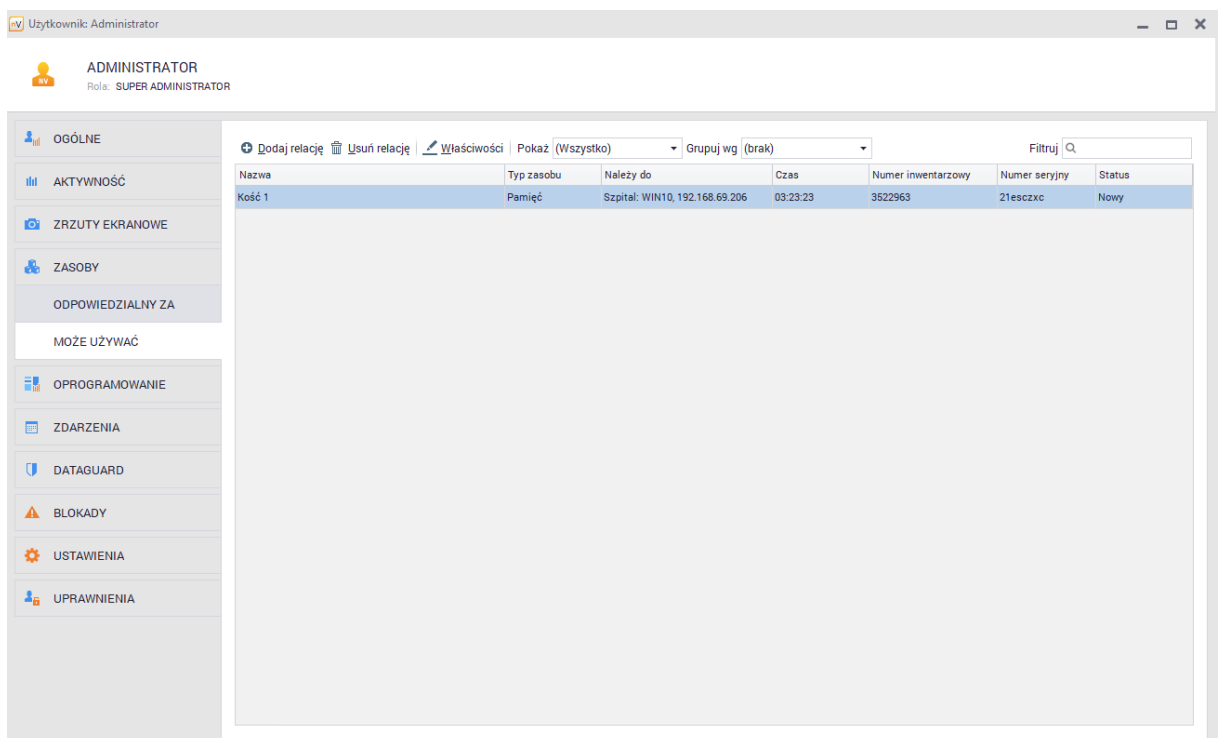 nV Użytkownik: Administrator
NV
ADMINISTRATOR
Rola: SUPER ADMINISTRATOR
OGÓLNE
AKTYWNOŚĆ
ZRZUTY EKRANOWE
ZASOBY
ODPOWIEDZIALNY ZA
MOŻE UŻYWAĆ
OPROGRAMOWANIE
ZDARZENIA
DATAGUARD
BLOKADY
USTAWIENIA
UPRAWNIENIA
Dodaj relację Usuń relację Właściwości Pokaż (Wszystko) Grupuj wg (brak) Filtruj
Nazwa Typ zasobu Należy do Czas Numer inwentarzowy Numer seryjny Status
Kość 1 Pamięć Szpital: WIN10, 192.168.69.206 03:23:23 3522963 21esczxc Nowy